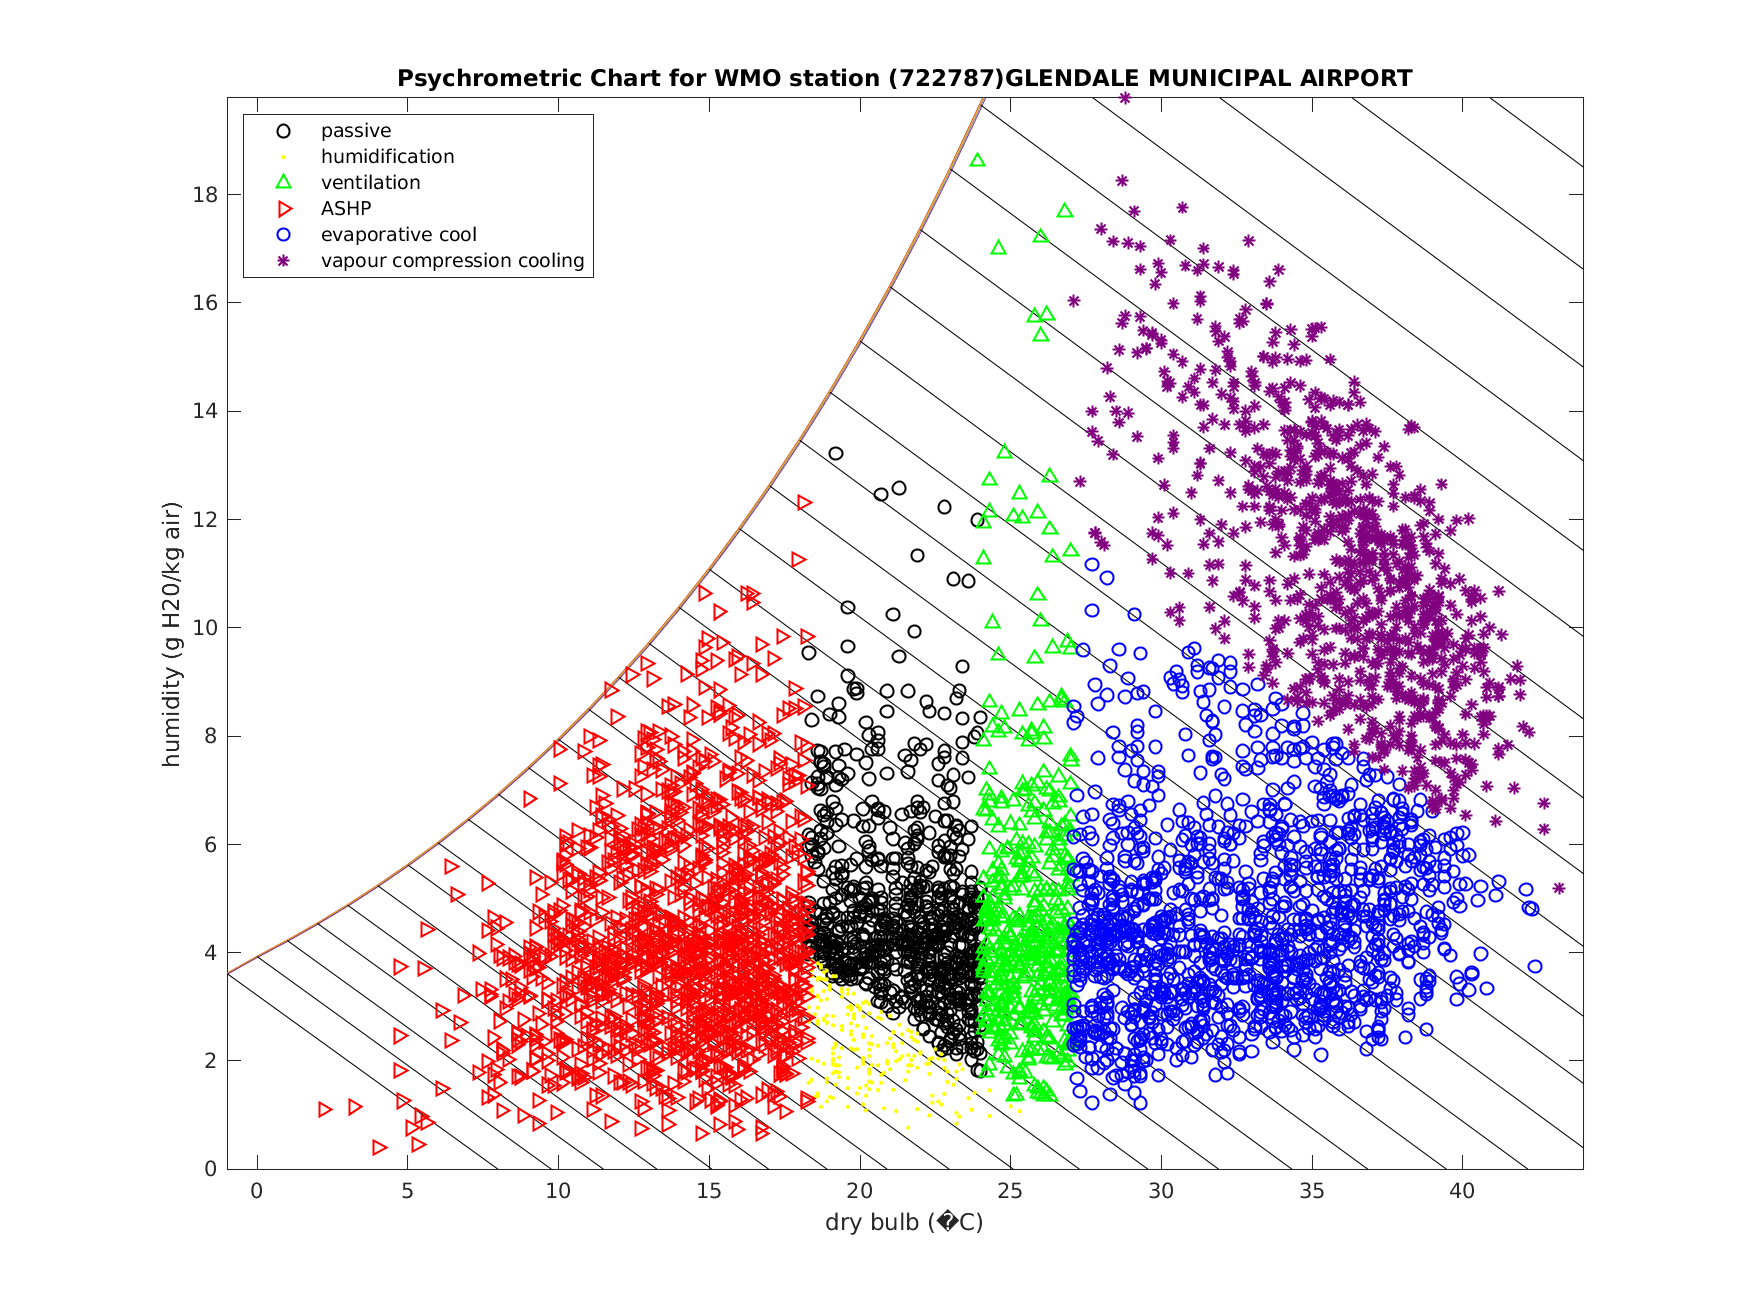 Psychrometric Chart for WMO station (722787)GLENDALE MUNICIPAL AIRPORT
passive
humidification
ventilation
ASHP
evaporative cool
vapour compression cooling
humidity (g H20/kg air)
18
16
14
12
10
8
6
4
2
0
0 5 10 15 20 25 30 35 40
dry bulb (�C)